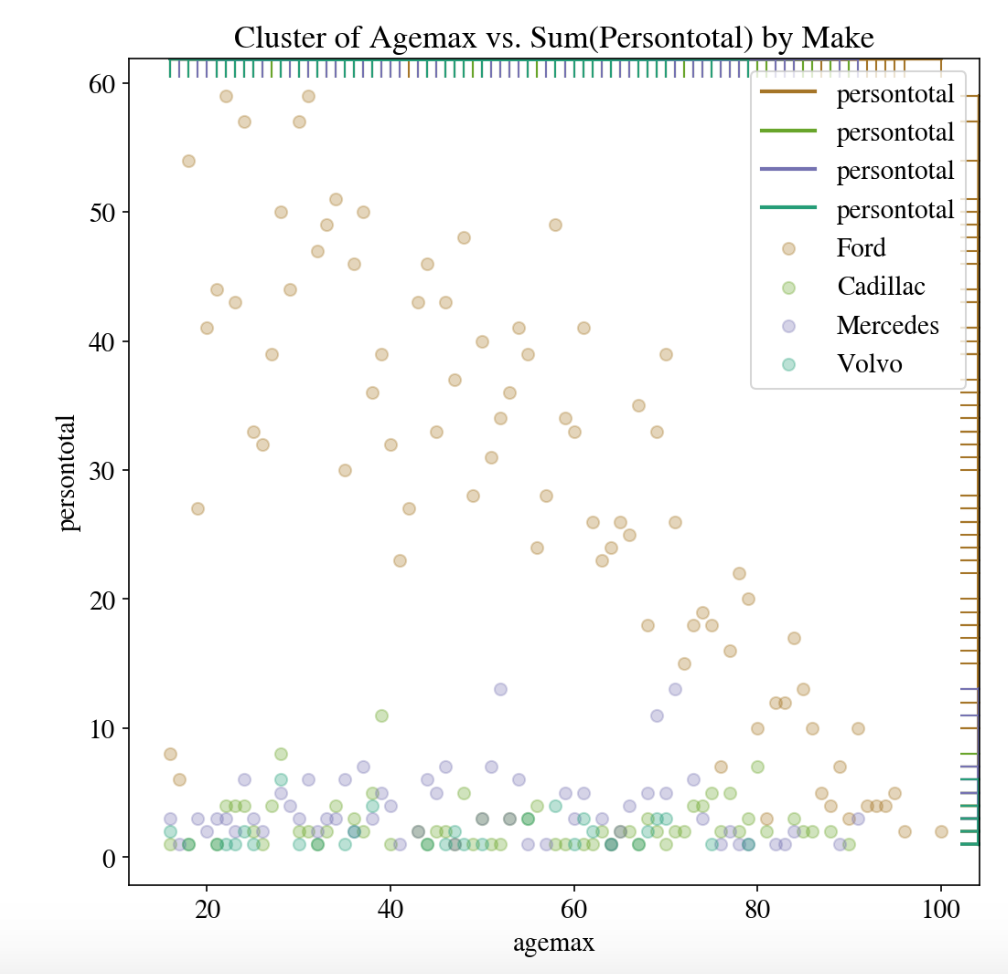 Cluster of Agemax vs. Sum(Persontotal) by Make
persontotal
persontotal
persontotal
persontotal
Ford
Cadillac
Mercedes
Volvo
60
50
40
30
20
10
0
persontotal
20 40 60 80 100
agemax